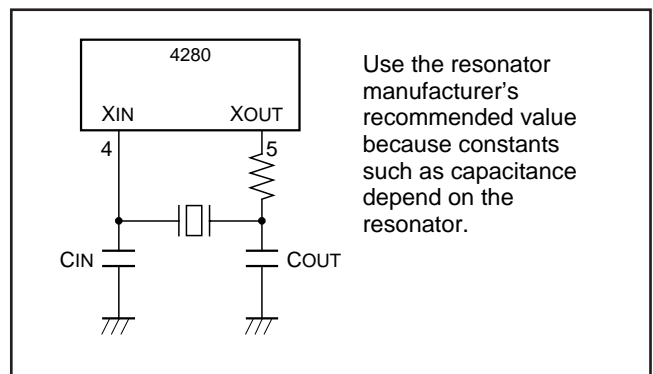 4280
XIN XOUT
4 5
CIN COUT
Use the resonator
manufacturer's
recommended value
because constants
such as capacitance
depend on the
resonator.